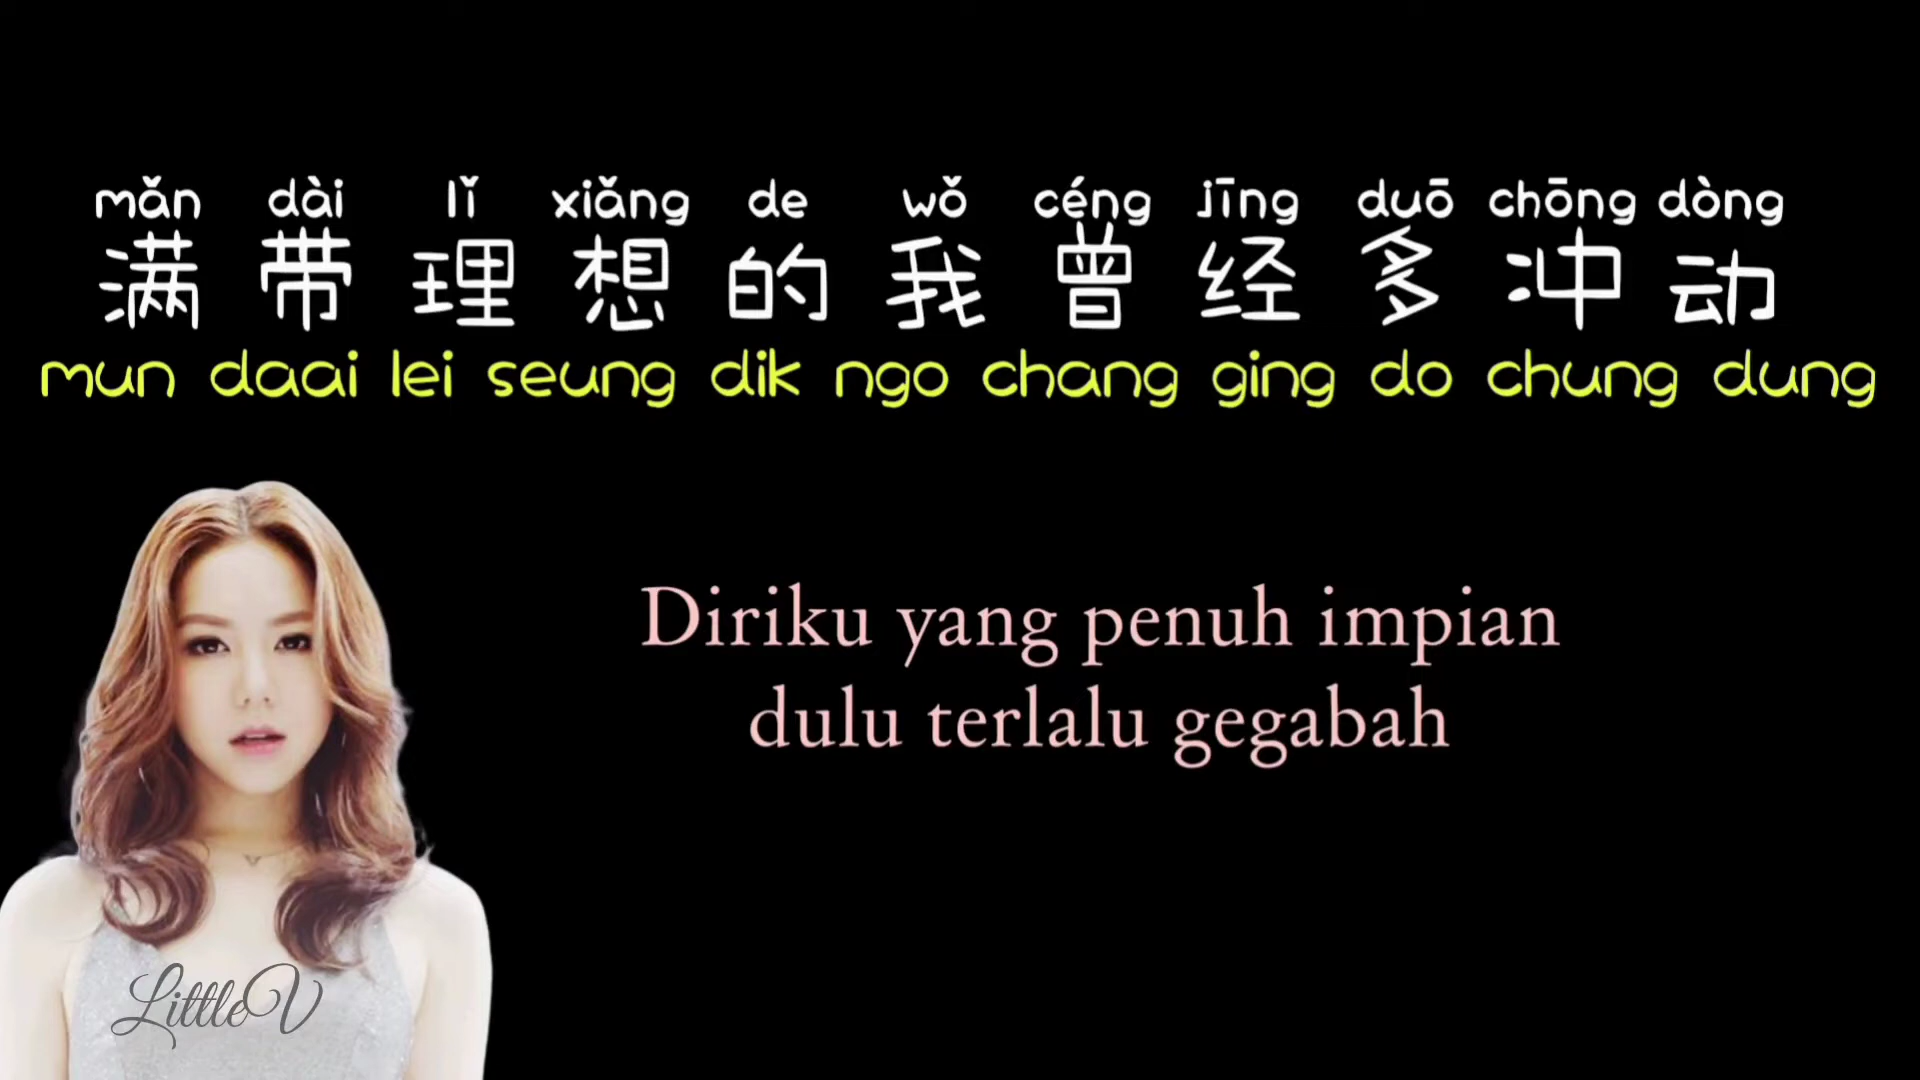 mǎn dài lǐ xiǎng de wǒ céng jīng duō chōng dòng
满带理想的我曾经多冲动
mun daai lei seung dik ngo chang ging do chung dung
Diriku yang penuh impian
dulu terlalu gegabah
LittleV